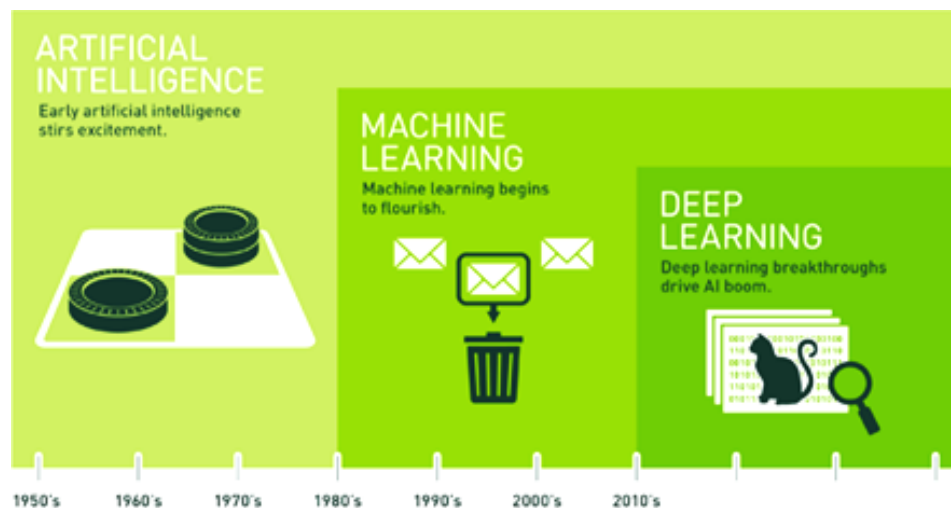 ARTIFICIAL
INTELLIGENCE
Early artificial intelligence
stirs excitement.
MACHINE
LEARNING
Machine learning begins
to flourish.
DEEP
LEARNING
Deep learning breakthroughs
drive AI boom.
1950's 1960's 1970's 1980's 1990's 2000's 2010's